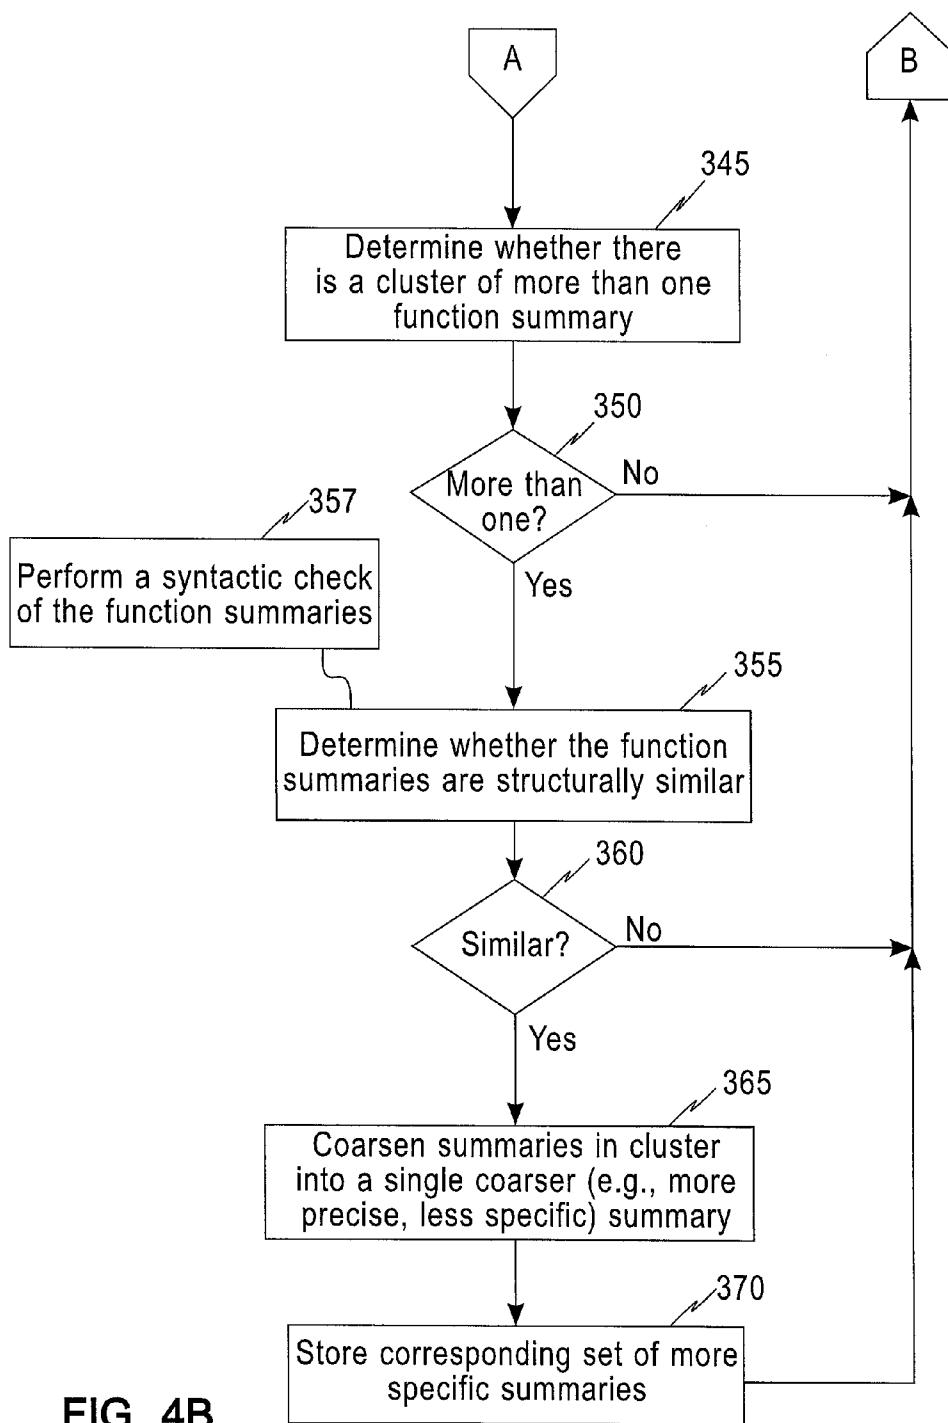 A
B
345
Determine whether there
is a cluster of more than one
function summary
350
More than
one?
No
Yes
357
Perform a syntactic check
of the function summaries
355
Determine whether the function
summaries are structurally similar
360
Similar?
No
Yes
365
Coarsen summaries in cluster
into a single coarser (e.g., more
precise, less specific) summary
370
Store corresponding set of more
specific summaries
FIG. 4B